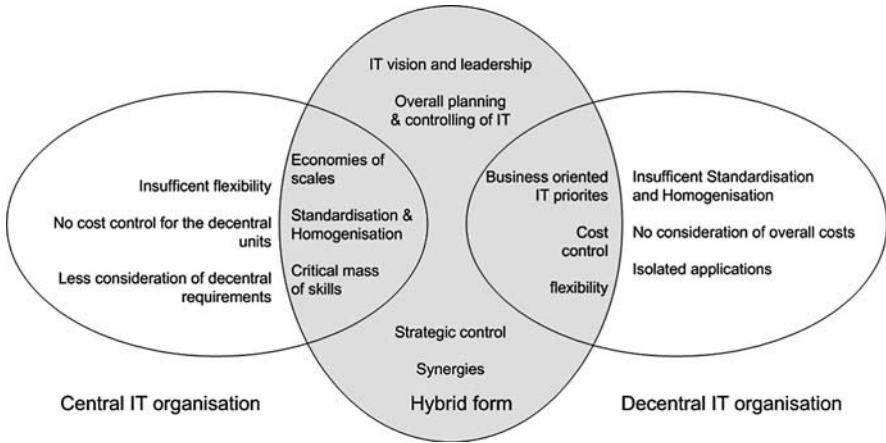 IT vision and leadership
Overall planning
& controlling of IT
Insufficent flexibility
No cost control for the decentral
units
Less consideration of decentral
requirements
Economies of
scales
Standardisation &
Homogenisation
Critical mass
of skills
Business oriented
IT priorites
Cost
control
flexibility
Insufficent Standardisation
and Homogenisation
No consideration of overall costs
Isolated applications
Strategic control
Synergies
Central IT organisation
Hybrid form
Decentral IT organisation